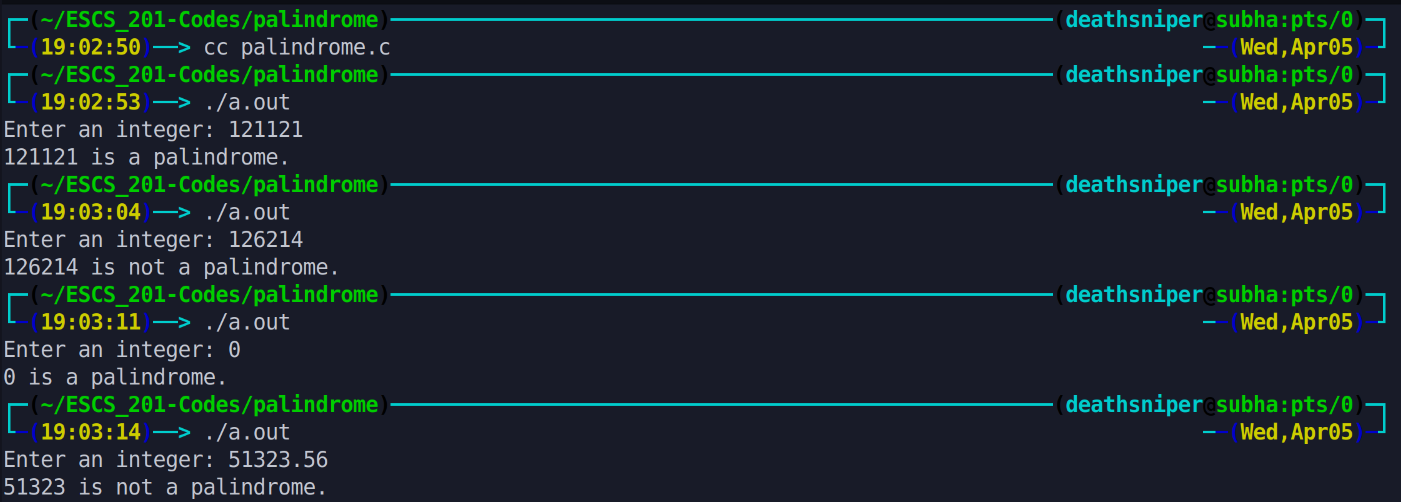 (~/ESCS_201-Codes/palindrome) (deathsniper@subha:pts/0)
(19:02:50)--> cc palindrome.c (Wed,Apr05)
(~/ESCS_201-Codes/palindrome) (deathsniper@subha:pts/0)
(19:02:53)--> ./a.out (Wed,Apr05)
Enter an integer: 121121
121121 is a palindrome.
(~/ESCS_201-Codes/palindrome) (deathsniper@subha:pts/0)
(19:03:04)--> ./a.out (Wed,Apr05)
Enter an integer: 126214
126214 is not a palindrome.
(~/ESCS_201-Codes/palindrome) (deathsniper@subha:pts/0)
(19:03:11)--> ./a.out (Wed,Apr05)
Enter an integer: 0
0 is a palindrome.
(~/ESCS_201-Codes/palindrome) (deathsniper@subha:pts/0)
(19:03:14)--> ./a.out (Wed,Apr05)
Enter an integer: 51323.56
51323 is not a palindrome.